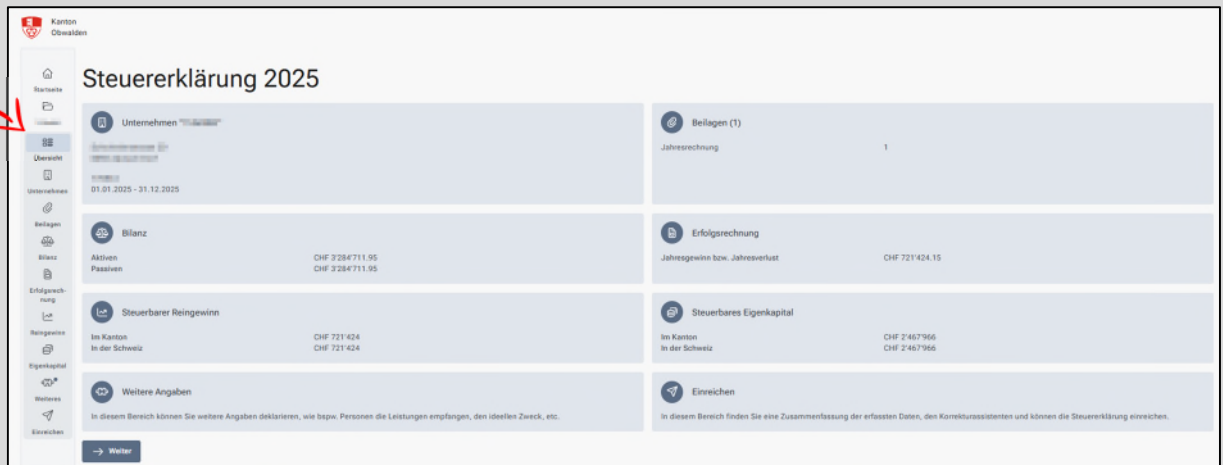 Kanton
Obwalden
Startseite
Übersicht
Unternehmen
Beilagen
Bilanz
Erfolgsrech-
nung
Reingewinn
Eigenkapital
Weiteres
Einreichen
Steuererklärung 2025
Unternehmen
01.01.2025 - 31.12.2025
Beilagen (1)
Jahresrechnung 1
Bilanz
Aktiven CHF 3'284'711.95
Passiven CHF 3'284'711.95
Erfolgsrechnung
Jahresgewinn bzw. Jahresverlust CHF 721'424.15
Steuerbarer Reingewinn
Im Kanton CHF 721'424
In der Schweiz CHF 721'424
Steuerbares Eigenkapital
Im Kanton CHF 2'467'966
In der Schweiz CHF 2'467'966
Weitere Angaben
In diesem Bereich können Sie weitere Angaben deklarieren, wie bspw. Personen die Leistungen empfangen, den ideellen Zweck, etc.
Einreichen
In diesem Bereich finden Sie eine Zusammenfassung der erfassten Daten, den Korrekturassistenten und können die Steuererklärung einreichen.
Weiter